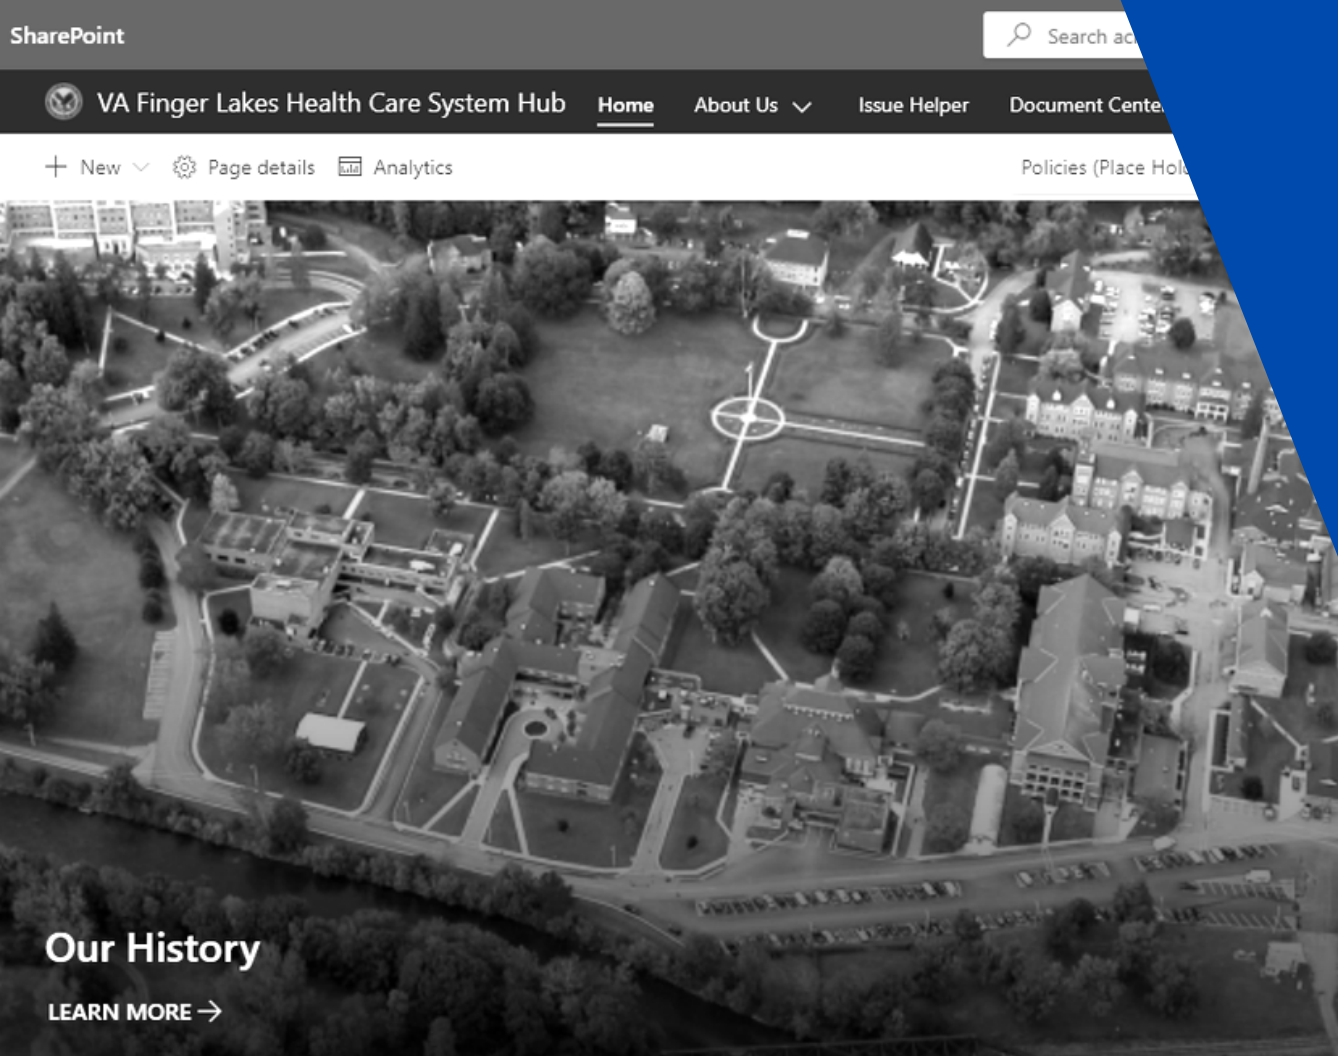 SharePoint
Search
VA Finger Lakes Health Care System Hub
Home
About Us
Issue Helper
Document
New
Page details
Analytics
Policies (Place
Our History
LEARN MORE